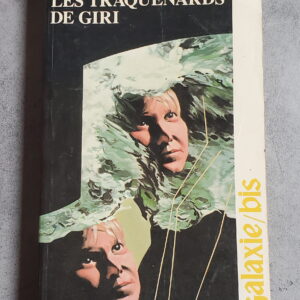 LES TRAQUENARDS
DE GIRI
galaxie/bis